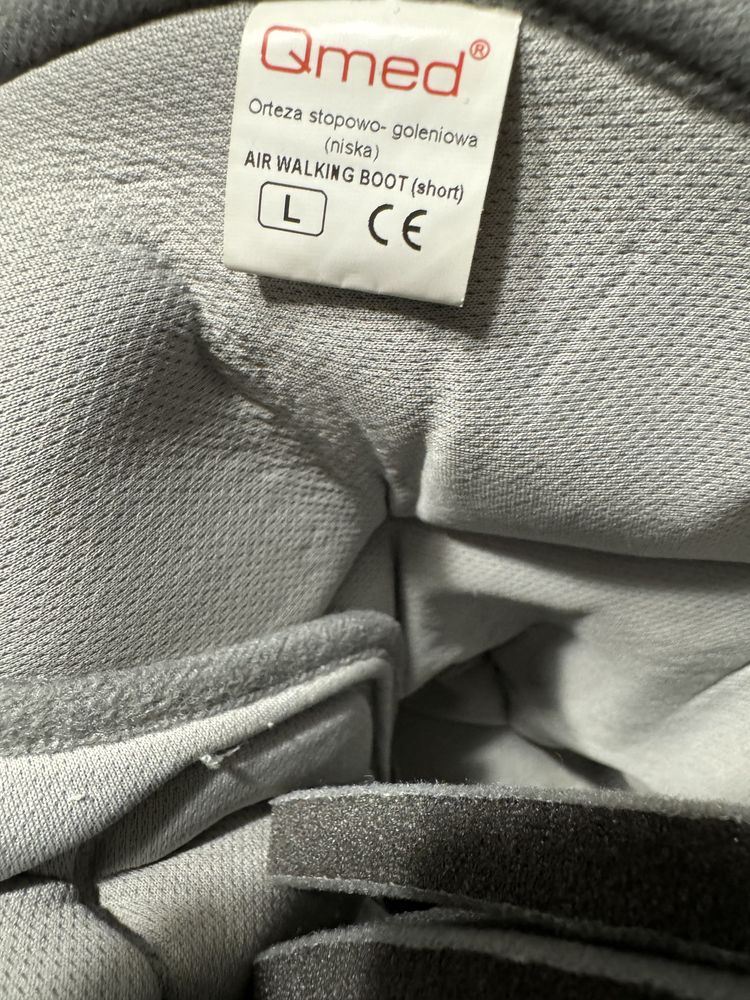 Qmed®
Orteza stopowo- goleniowa
(niska)
AIR WALKING BOOT (short)
L CE